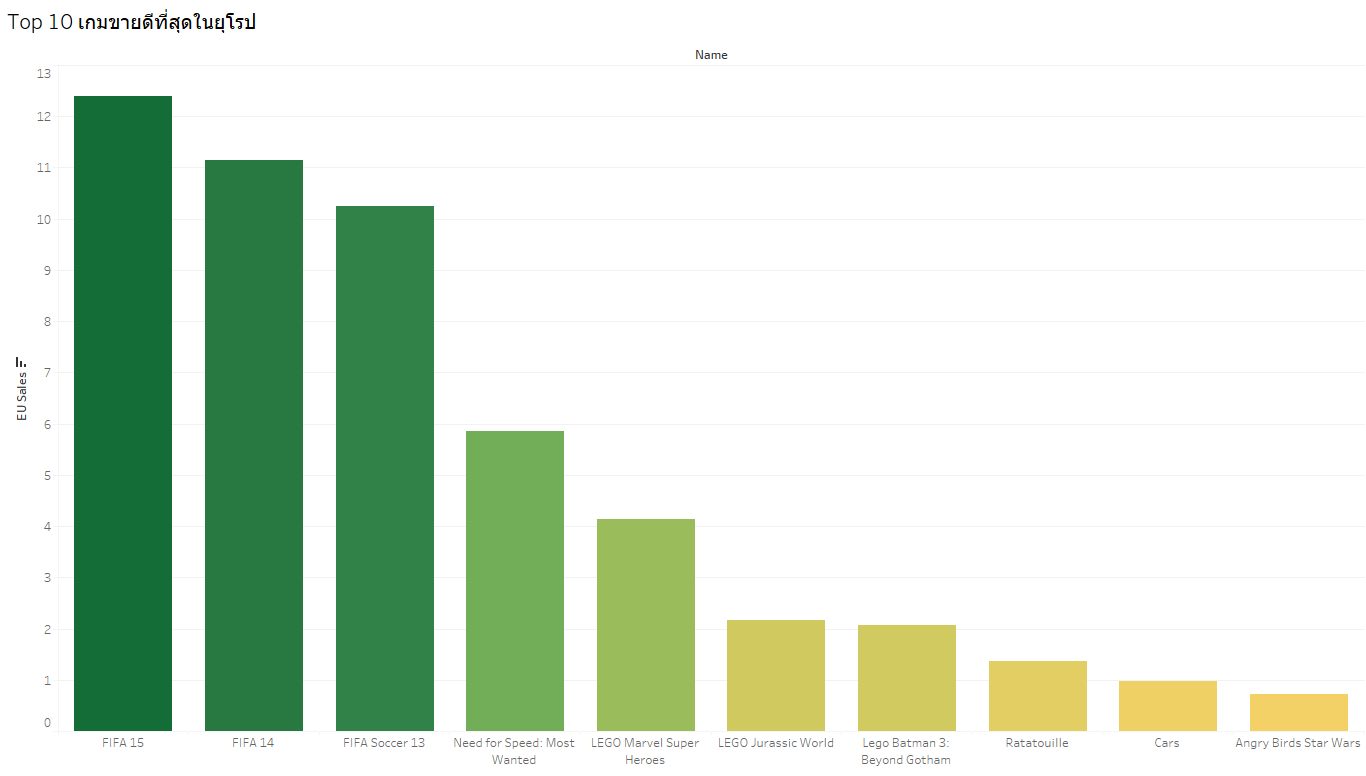 Top 10 เกมขายดีที่สุดในยุโรป
Name
13
12
11
10
9
8
7
6
5
4
3
2
1
0
EU Sales
FIFA 15
FIFA 14
FIFA Soccer 13
Need for Speed: Most
Wanted
LEGO Marvel Super
Heroes
LEGO Jurassic World
Lego Batman 3:
Beyond Gotham
Ratatouille
Cars
Angry Birds Star Wars